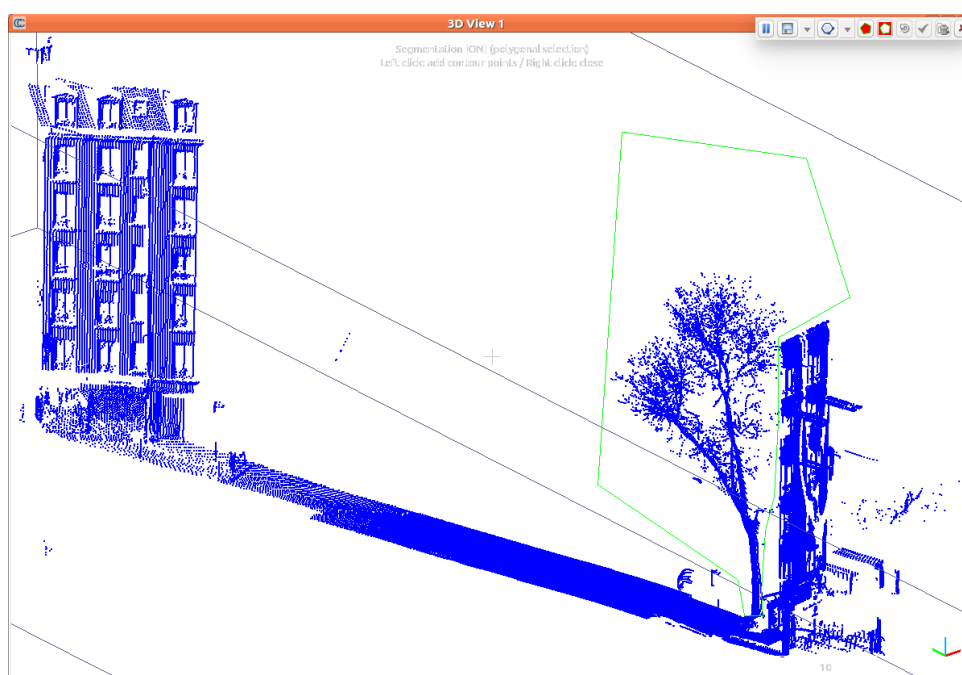 3D View 1
Segmentation [ON] (polygonal selection)
Left click: add contour points / Right click: close
10